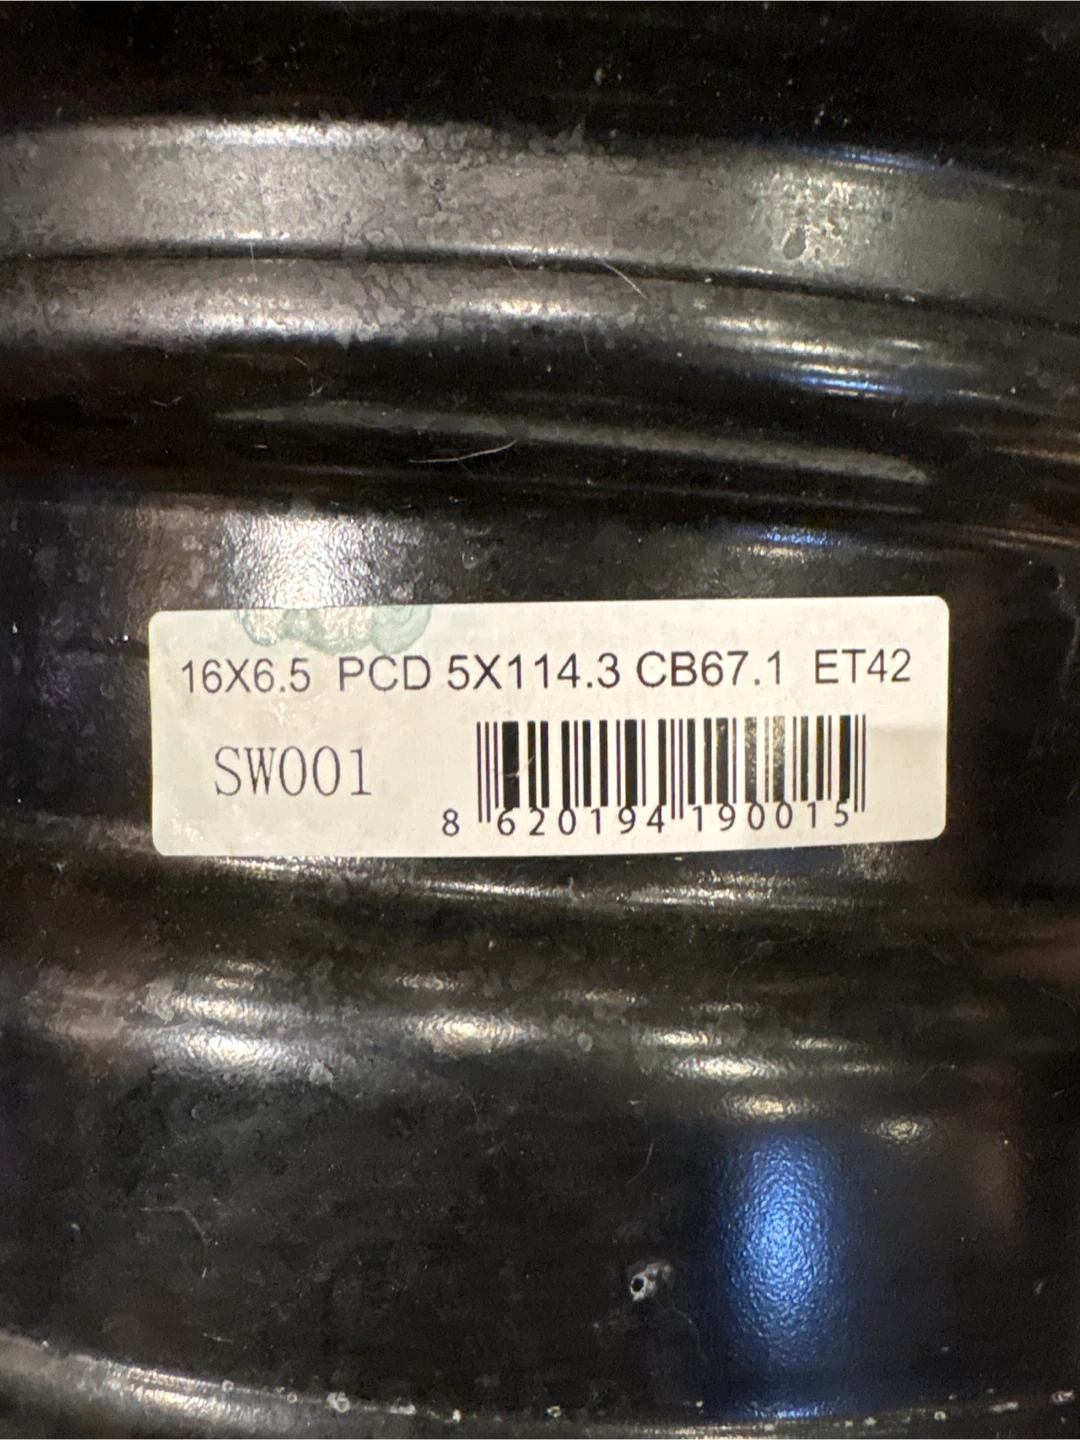 16X6.5 PCD 5X114.3 CB67.1 ET42
SW001
8 620194 190015